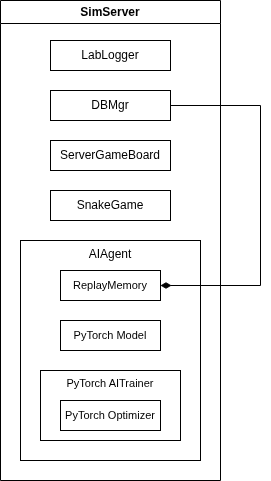 SimServer
LabLogger
DBMgr
ServerGameBoard
SnakeGame
AIAgent
ReplayMemory
PyTorch Model
PyTorch AITrainer
PyTorch Optimizer